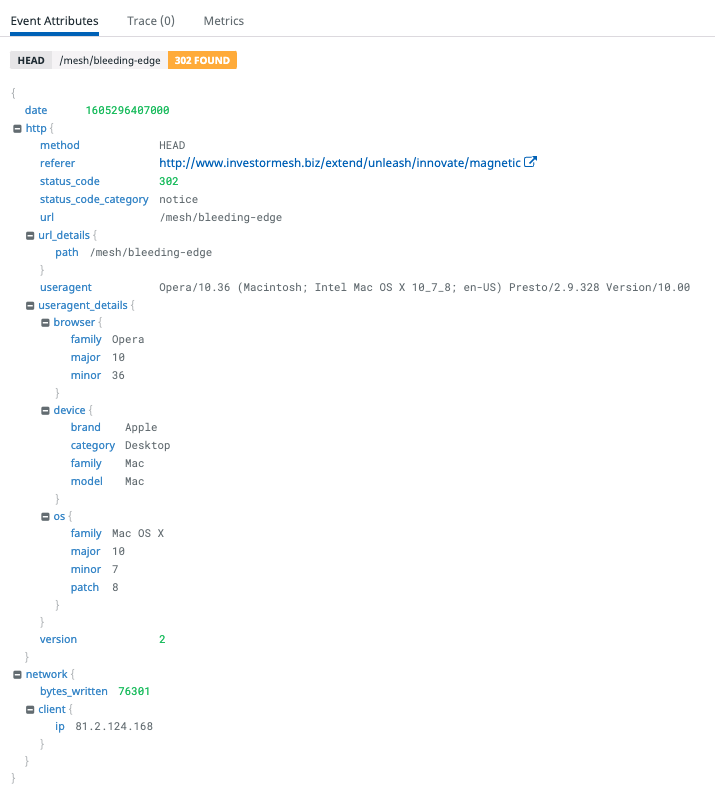 Event Attributes Trace (0) Metrics
HEAD /mesh/bleeding-edge 302 FOUND
{
date 1605296407000
http {
method HEAD
referer http://www.investormesh.biz/extend/unleash/innovate/magnetic
status_code 302
status_code_category notice
url /mesh/bleeding-edge
url_details {
path /mesh/bleeding-edge
}
useragent Opera/10.36 (Macintosh; Intel Mac OS X 10_7_8; en-US) Presto/2.9.328 Version/10.00
useragent_details {
browser {
family Opera
major 10
minor 36
}
device {
brand Apple
category Desktop
family Mac
model Mac
}
os {
family Mac OS X
major 10
minor 7
patch 8
}
}
version 2
}
network {
bytes_written 76301
client {
ip 81.2.124.168
}
}
}